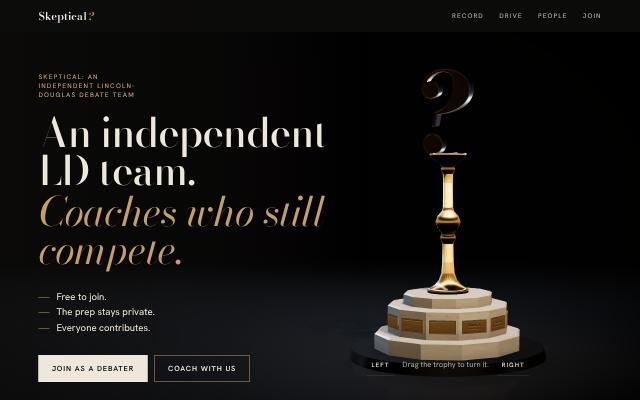 Skeptical?
RECORD DRIVE PEOPLE JOIN
SKEPTICAL: AN
INDEPENDENT LINCOLN-
DOUGLAS DEBATE TEAM
An independent
LD team.
Coaches who still
compete.
— Free to join.
— The prep stays private.
— Everyone contributes.
JOIN AS A DEBATER COACH WITH US
LEFT Drag the trophy to turn it. RIGHT
?